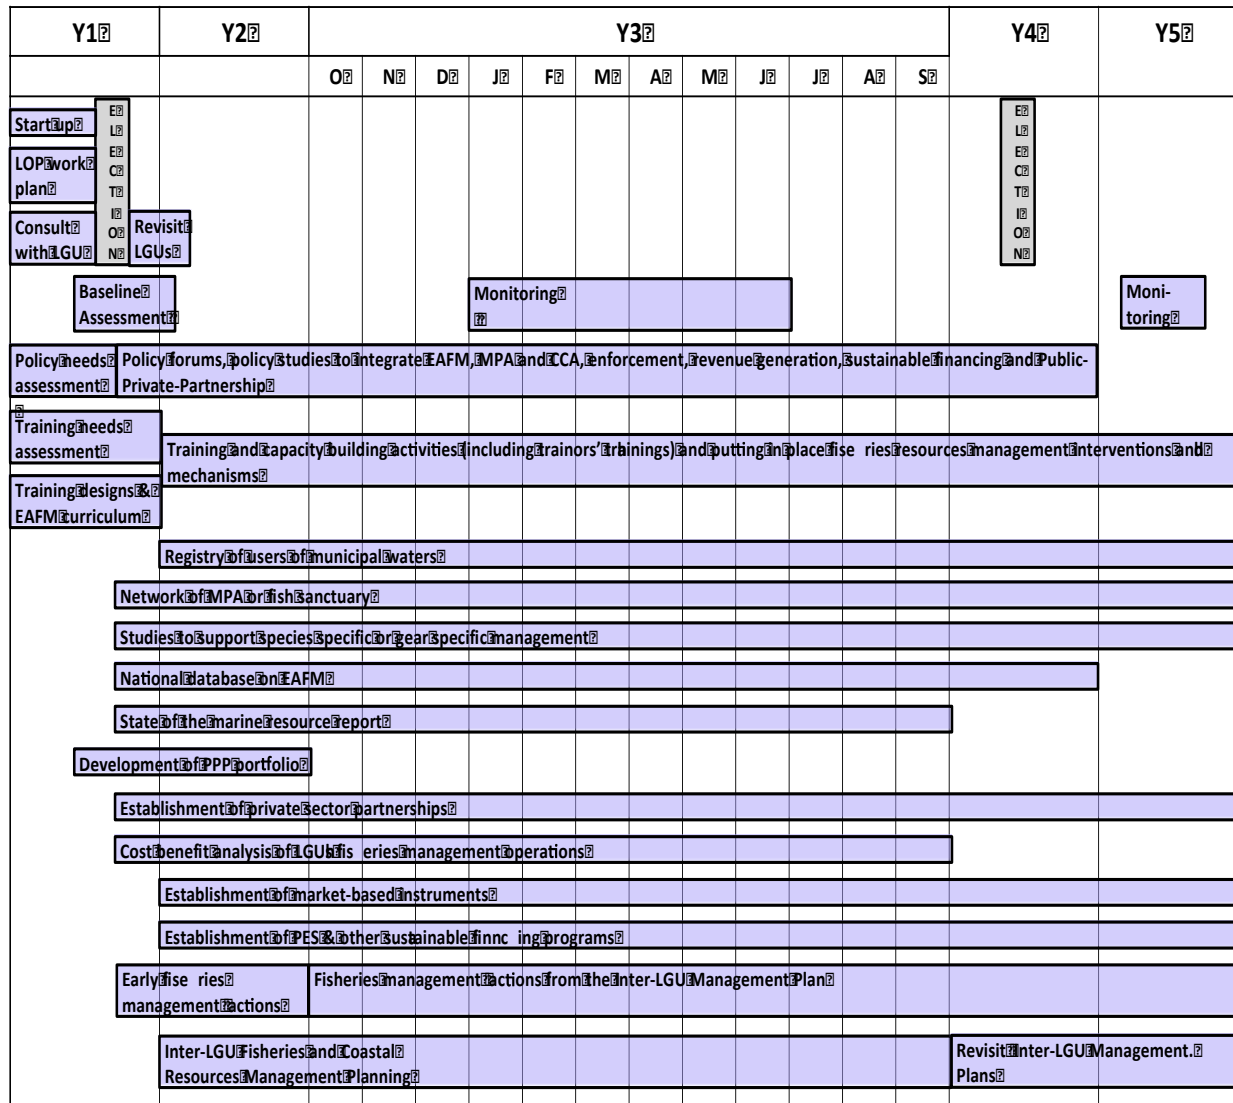 Y1 Y2 Y3 Y4 Y5
O N D J F M A M J J A S
Start up
E
L
E
C
T
I
O
N
E
L
E
C
T
I
O
N
LOP work
plan
Consult
with LGU
Revisit
LGUs
Baseline
Assessment
Monitoring
Moni-
toring
Policy needs
assessment
Policy forums, policy studies to integrate EAFM, MPA and CCA, enforcement, revenue generation, sustainable financing and Public-
Private-Partnership
Training needs
assessment
Training and capacity building activities (including trainors' trainings) and putting in place fise ries resources management interventions and
mechanisms
Training designs &
EAFM curriculum
Registry of users of municipal waters
Network of MPA or fish sanctuary
Studies to support species specific or gear specific management
National database on EAFM
State of the marine resource report
Development of PPP portfolio
Establishment of private sector partnerships
Cost benefit analysis of LGUs fis eries management operations
Establishment of market-based instruments
Establishment of PES & other sustainable finnc ing programs
Early fise ries
management actions
Fisheries management actions from the Inter-LGU Management Plan
Inter-LGU Fisheries and Coastal
Resources Management Planning
Revisit Inter-LGU Management.
Plans